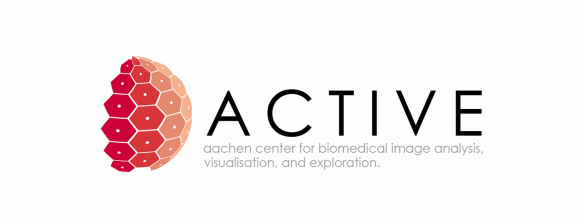 ACTIVE
aachen center for biomedical image analysis,
visualisation, and exploration.